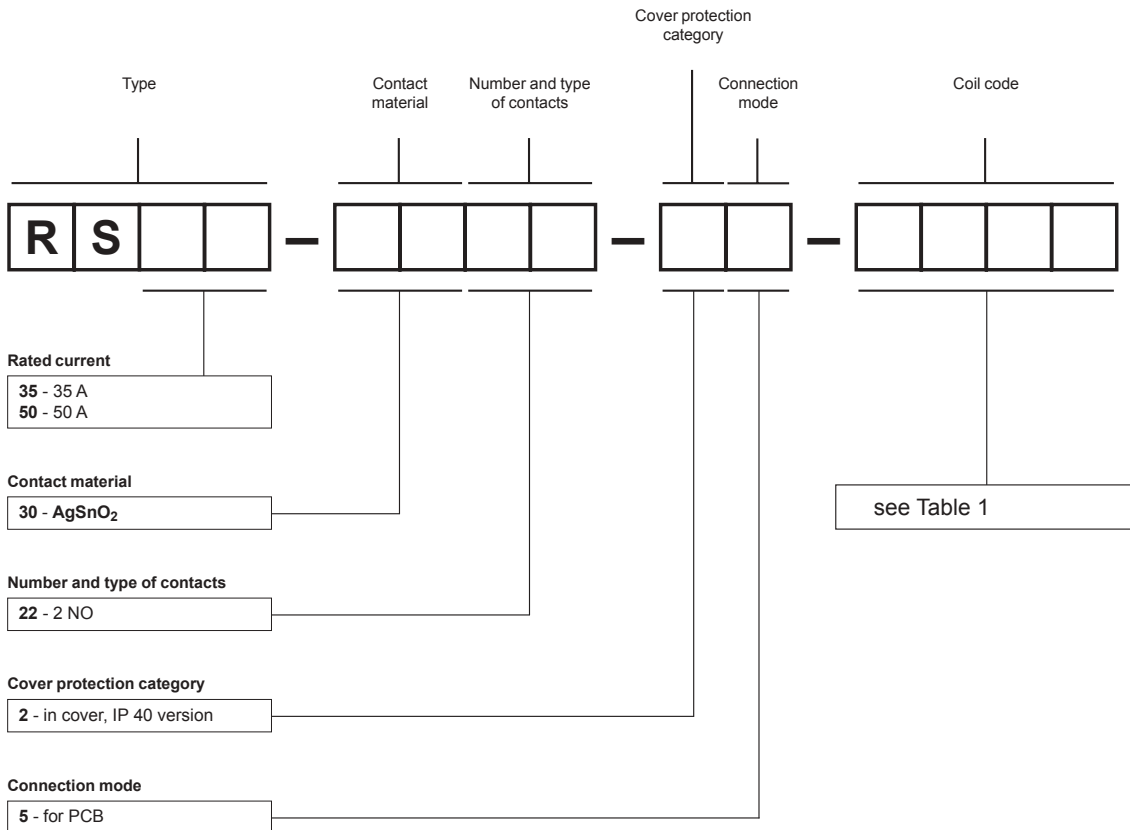 Cover protection
category
Type
Contact
material
Number and type
of contacts
Connection
mode
Coil code
R S – – –
Rated current
35 - 35 A
50 - 50 A
Contact material
30 - AgSnO₂
see Table 1
Number and type of contacts
22 - 2 NO
Cover protection category
2 - in cover, IP 40 version
Connection mode
5 - for PCB